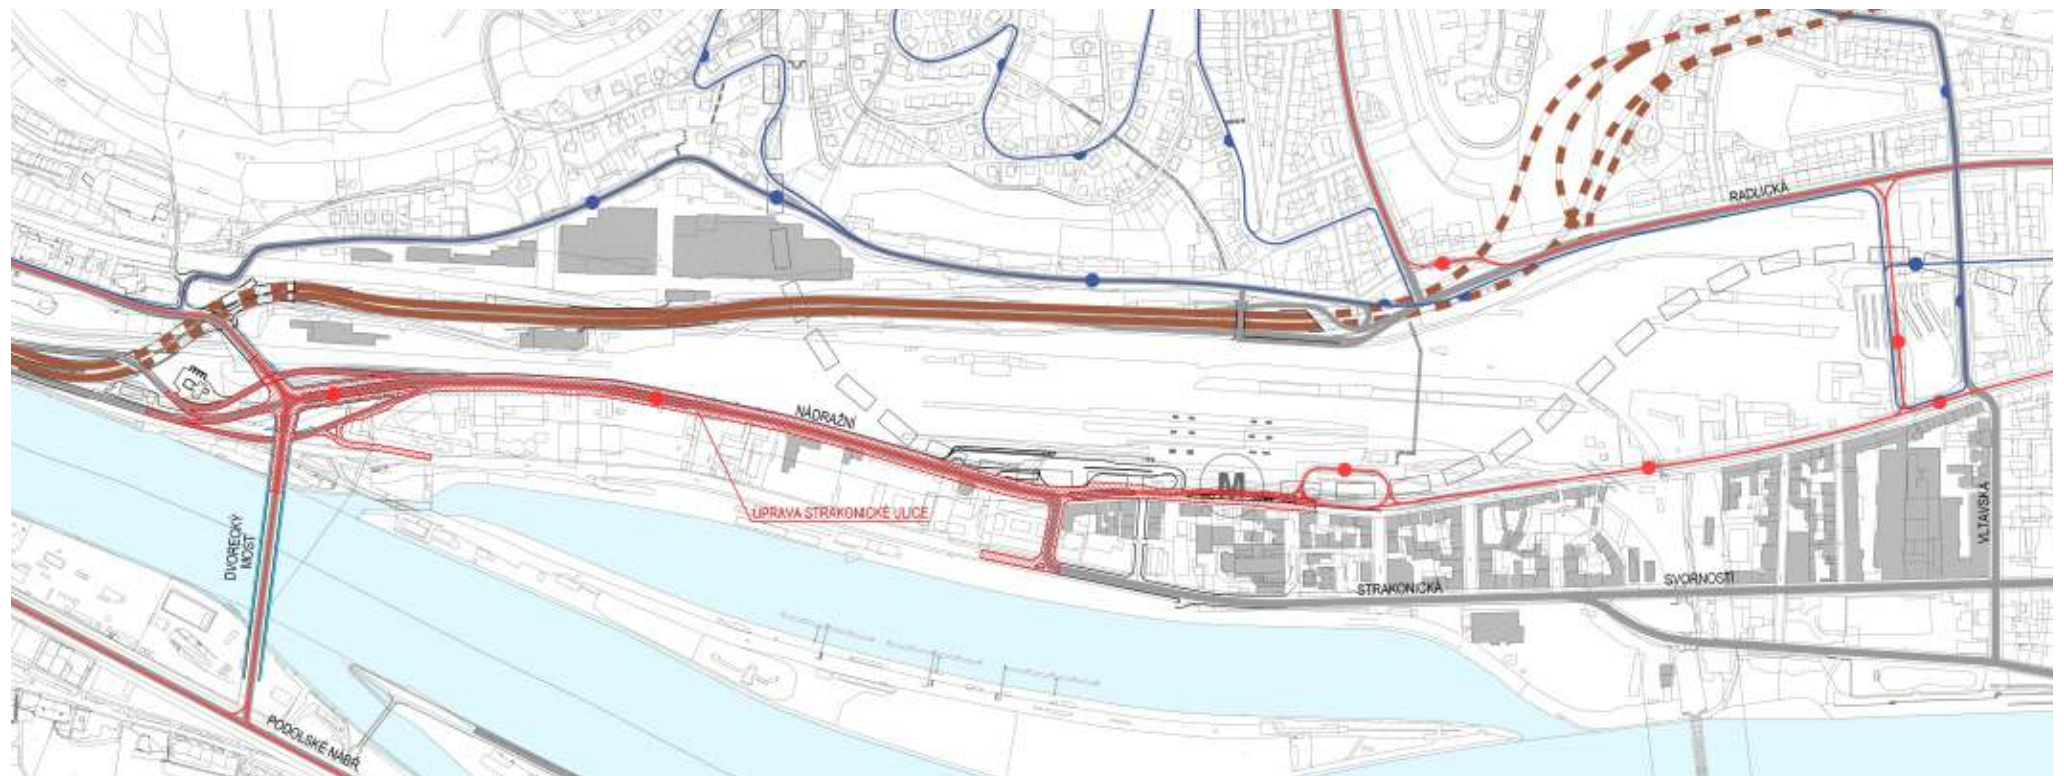 RADLICKÁ
NÁDRAŽNÍ
M
ÚPRAVA STRAKONICKÉ ULICE
DVORECKÝ
MOST
VLTAVSKÁ
STRAKONICKÁ
SVORNOSTI
PODOLSKÉ NÁBŘ.